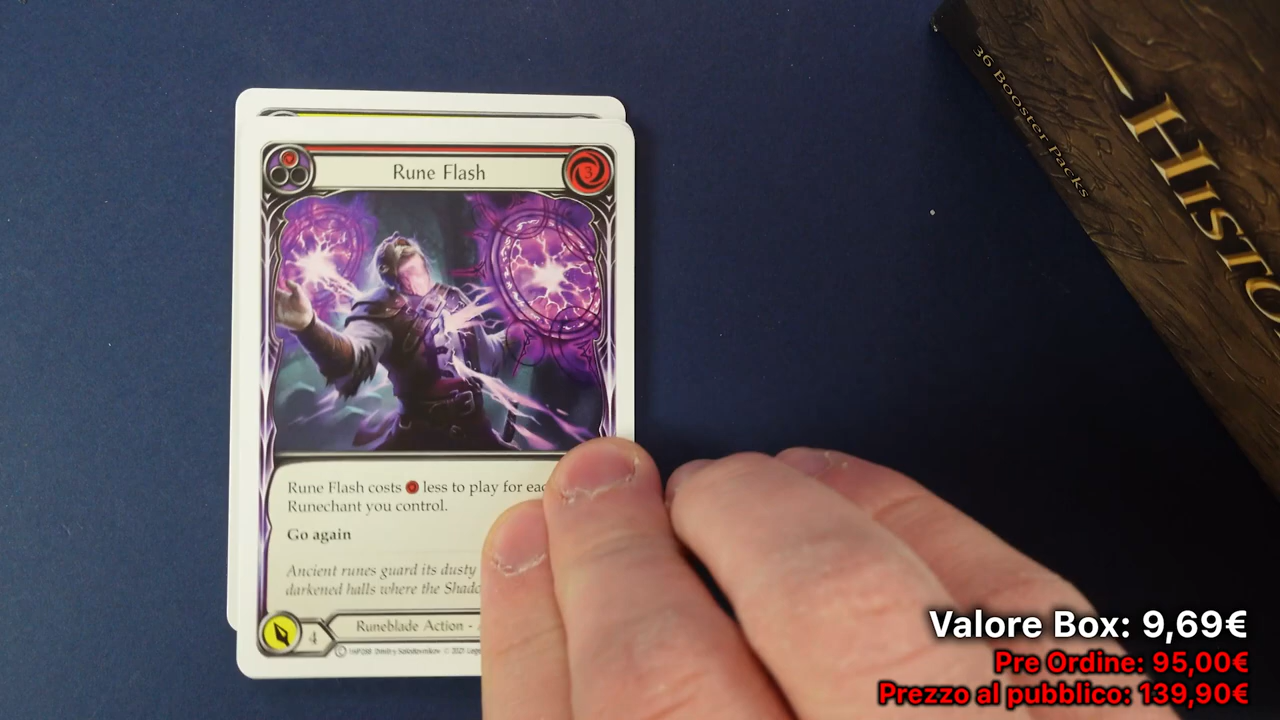 36 Booster Packs
HISTO
Rune Flash
3
Rune Flash costs less to play for eac
Runechant you control.
Go again
Ancient runes guard its dusty
darkened halls where the Shado
4
Runeblade Action -
Valore Box: 9,69€
Pre Ordine: 95,00€
Prezzo al pubblico: 139,90€